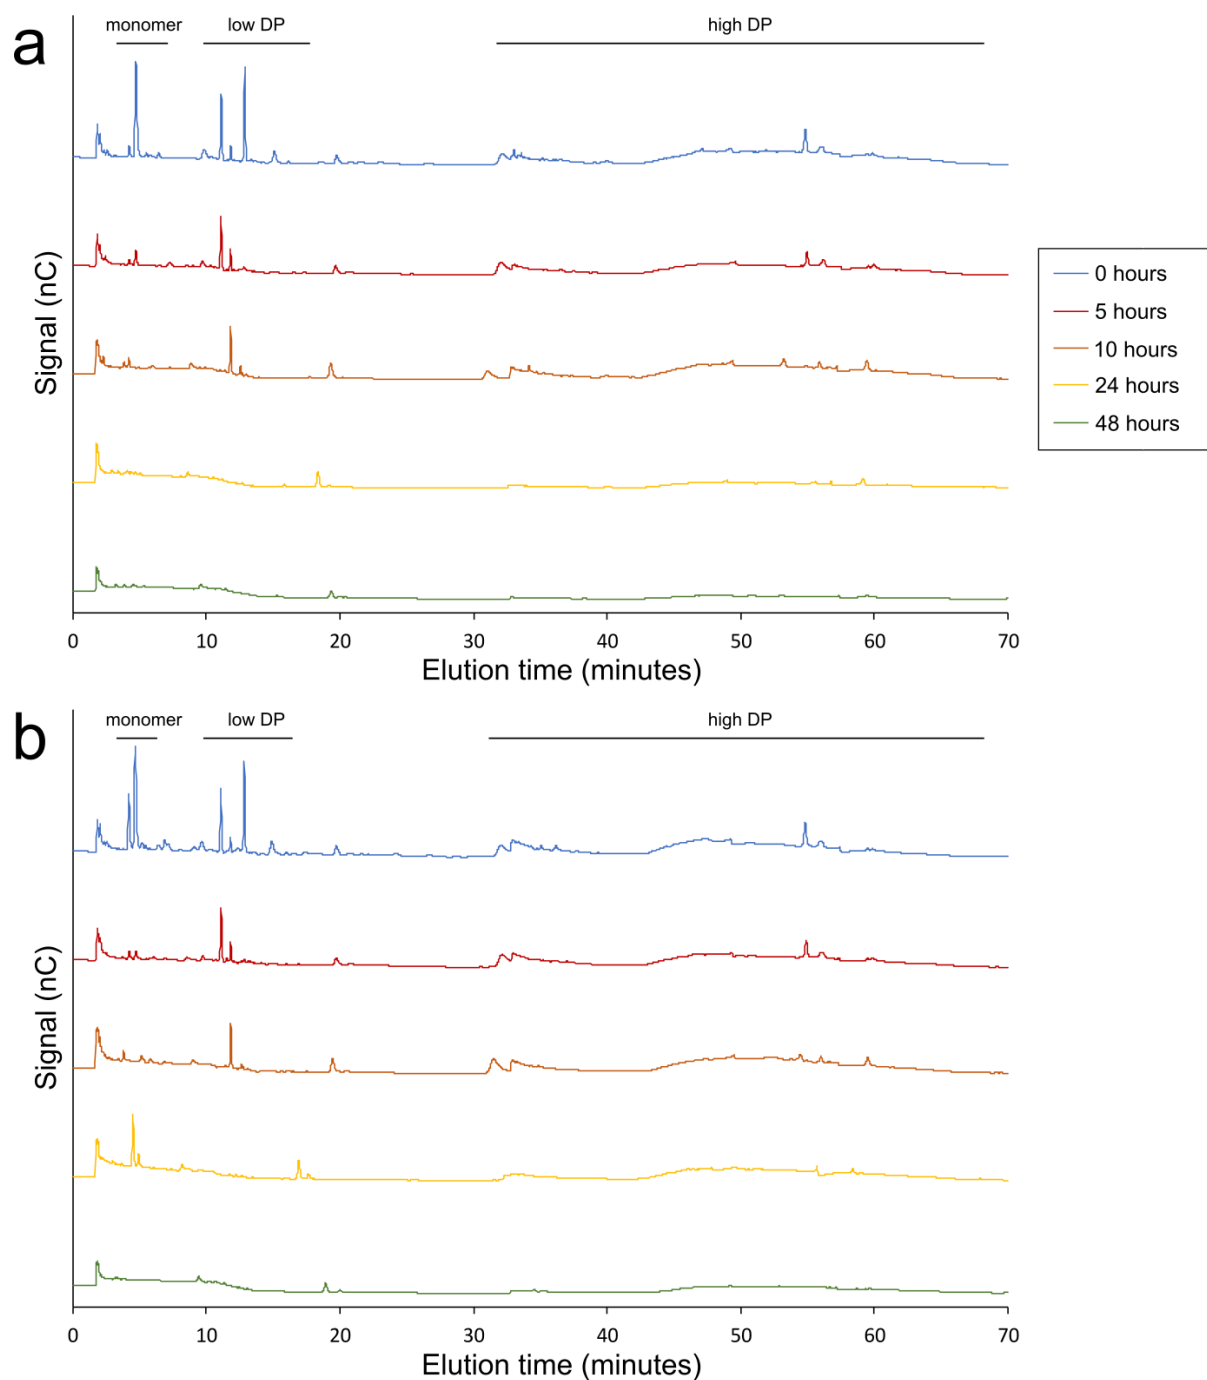 a
monomer low DP high DP
Signal (nC)
0 hours
5 hours
10 hours
24 hours
48 hours
0 10 20 30 40 50 60 70
Elution time (minutes)
b
monomer low DP high DP
Signal (nC)
0 10 20 30 40 50 60 70
Elution time (minutes)